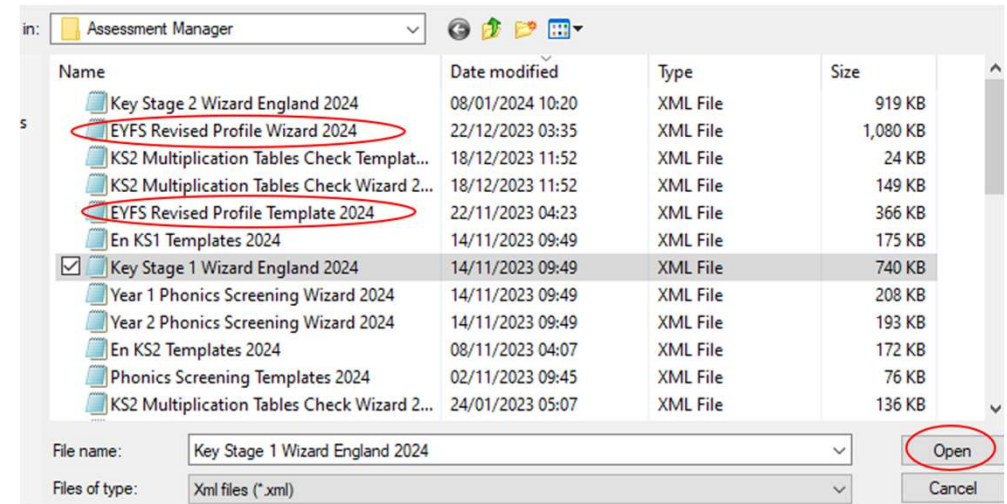 in: Assessment Manager
s
Name Date modified Type Size
Key Stage 2 Wizard England 2024 08/01/2024 10:20 XML File 919 KB
EYFS Revised Profile Wizard 2024 22/12/2023 03:35 XML File 1,080 KB
KS2 Multiplication Tables Check Templat... 18/12/2023 11:52 XML File 24 KB
KS2 Multiplication Tables Check Wizard 2... 18/12/2023 11:52 XML File 149 KB
EYFS Revised Profile Template 2024 22/11/2023 04:23 XML File 366 KB
En KS1 Templates 2024 14/11/2023 09:49 XML File 175 KB
Key Stage 1 Wizard England 2024 14/11/2023 09:49 XML File 740 KB
Year 1 Phonics Screening Wizard 2024 14/11/2023 09:49 XML File 208 KB
Year 2 Phonics Screening Wizard 2024 14/11/2023 09:49 XML File 193 KB
En KS2 Templates 2024 08/11/2023 04:07 XML File 172 KB
Phonics Screening Templates 2024 02/11/2023 09:45 XML File 76 KB
KS2 Multiplication Tables Check Wizard 2... 24/01/2023 05:07 XML File 136 KB
File name: Key Stage 1 Wizard England 2024 Open
Files of type: Xml files (*.xml) Cancel